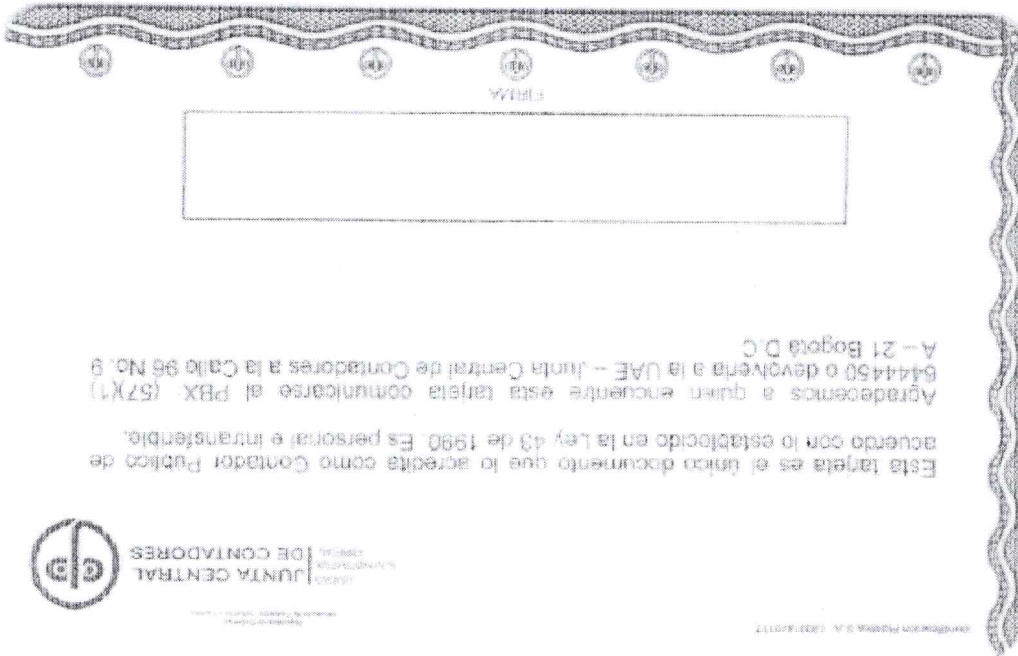 Identificación Plástica S.A.
JUNTA CENTRAL
DE CONTADORES
Esta tarjeta es el único documento que lo acredita como Contador Público de
acuerdo con lo establecido en la Ley 43 de 1990. Es personal e intransferible.
Agradecemos a quien encuentre esta tarjeta comunicarse al PBX (57)(1)
6444450 o devolverla a la UAE – Junta Central de Contadores a la Calle 96 No. 9
A – 21 Bogotá D.C
FIRMA